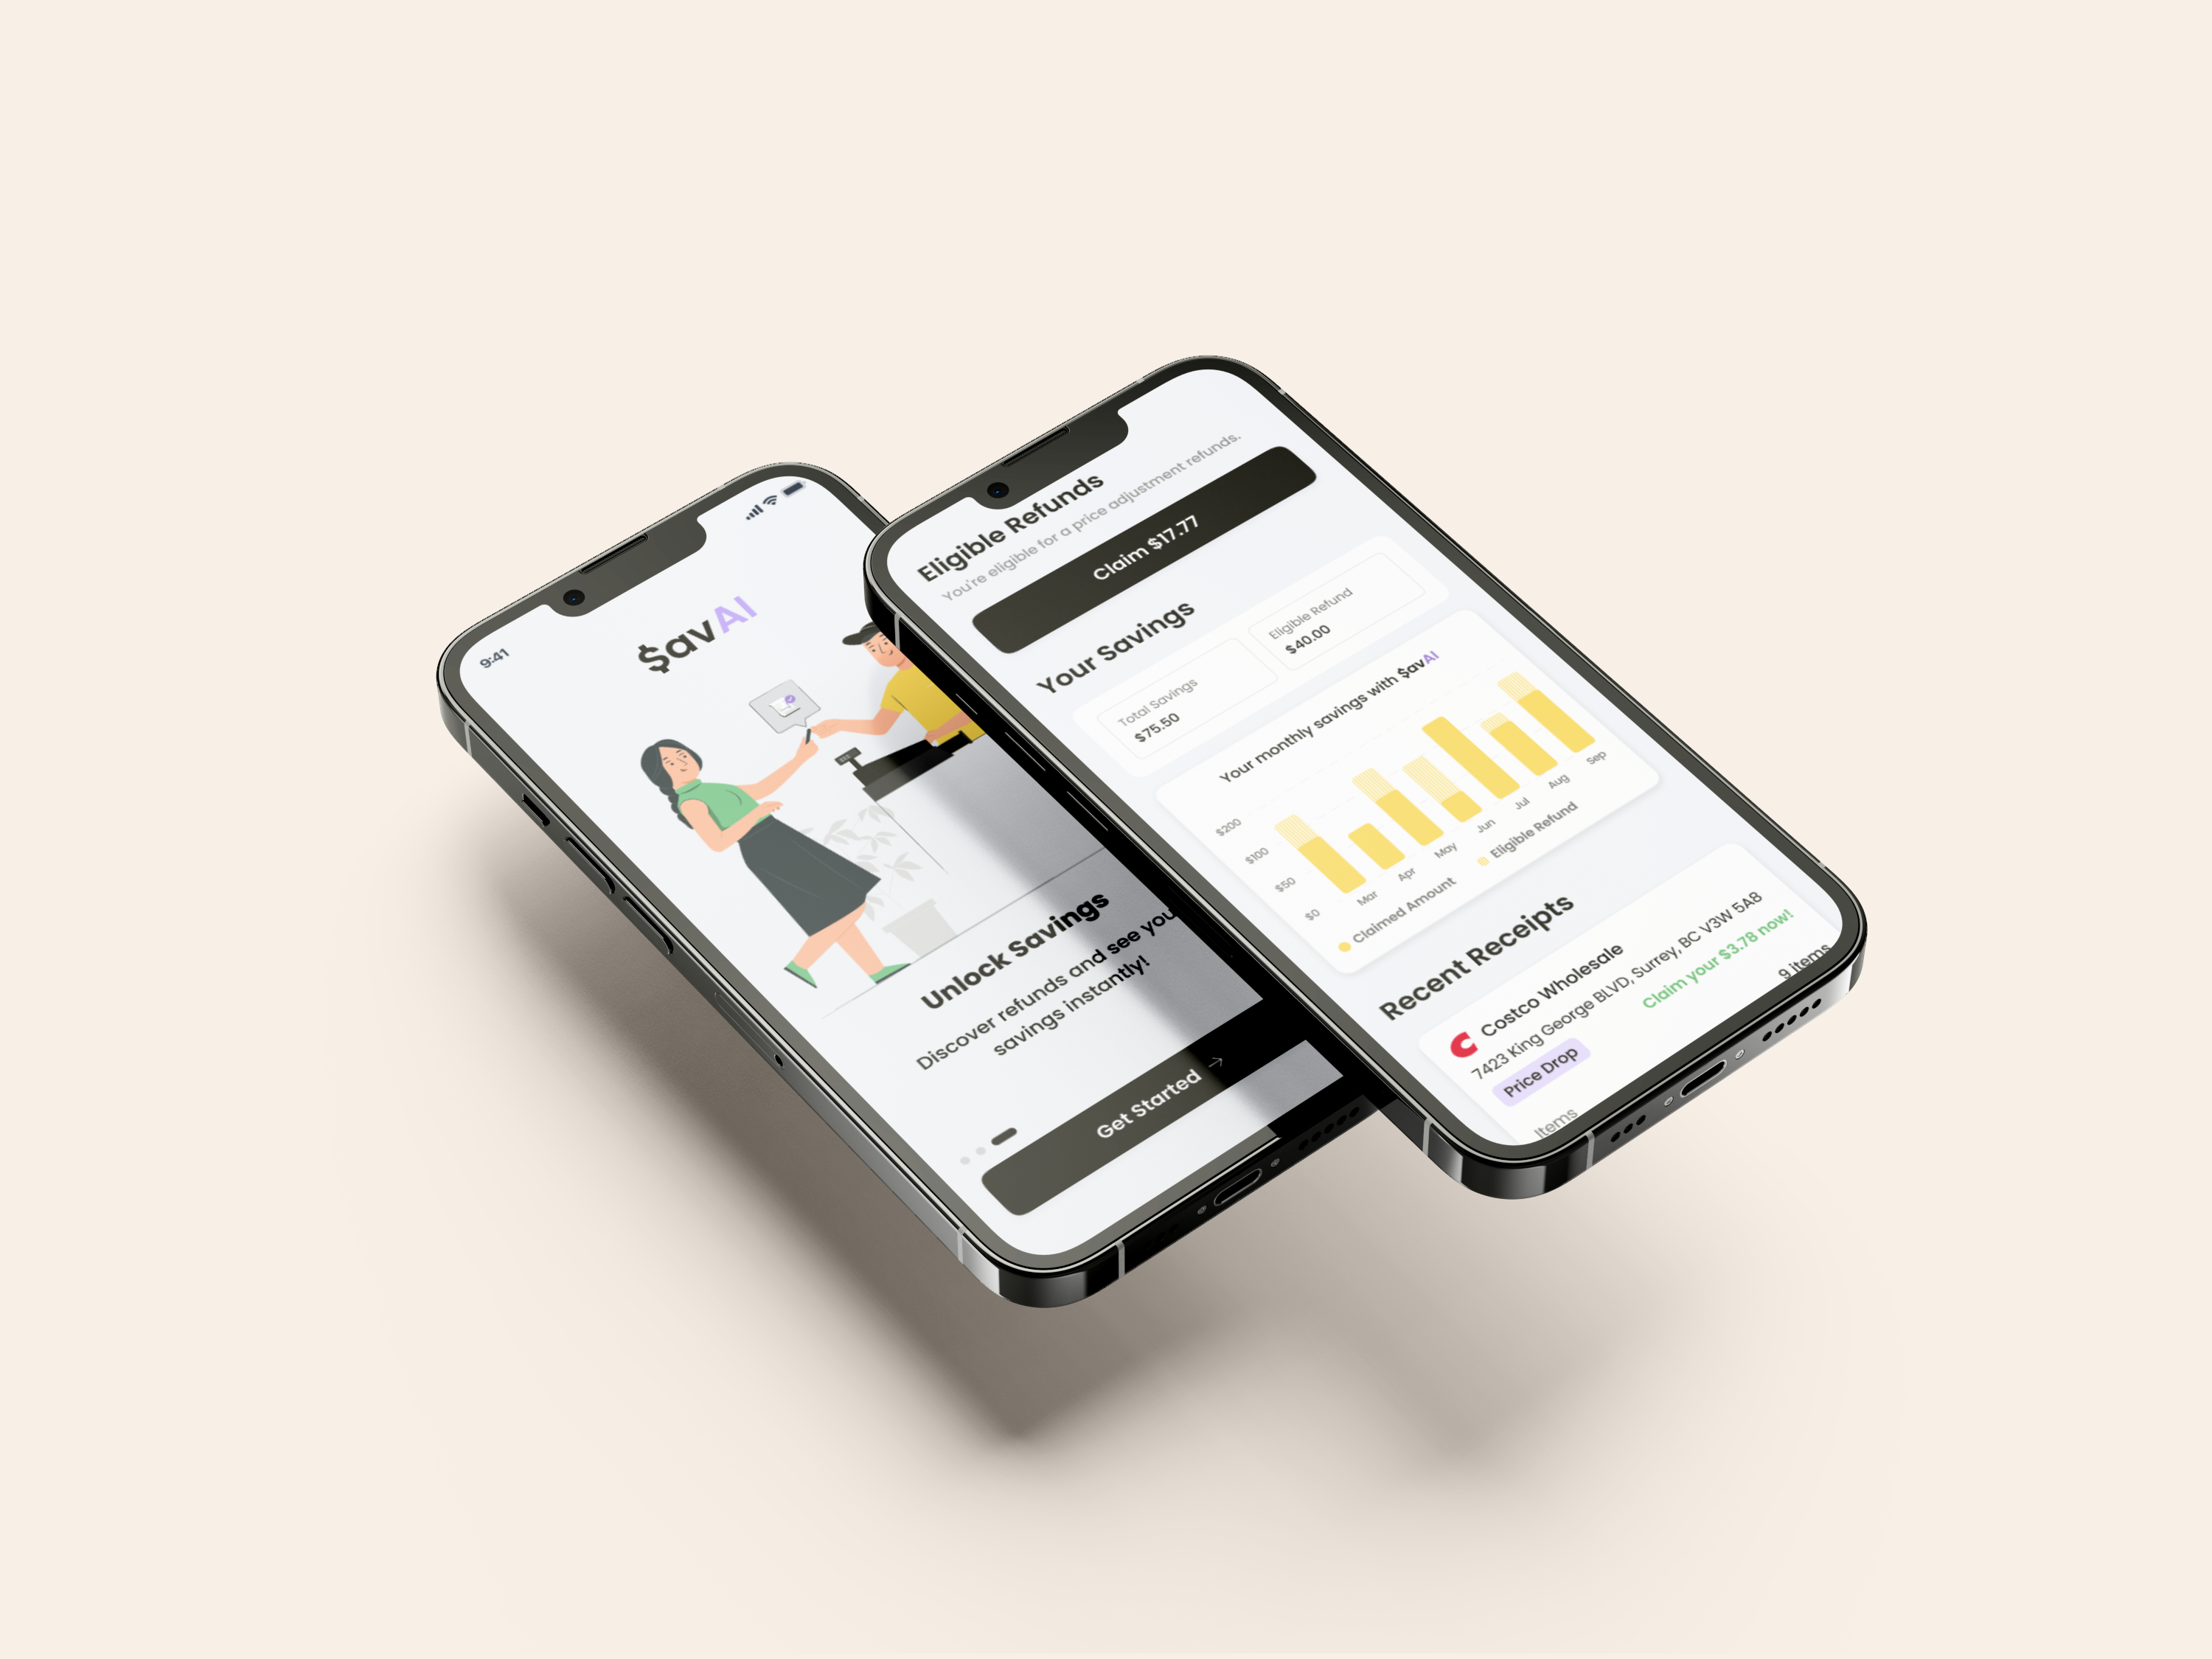 9:41
$avAI
Unlock Savings
Discover refunds and see you
savings instantly!
Get Started →
Eligible Refunds
You're eligible for a price adjustment refunds.
Claim $17.77
Your Savings
Total Savings
$75.50
Eligible Refund
$40.00
Your monthly savings with $avAI
$200
$100
$50
$0
Mar Apr May Jun Jul Aug Sep
Claimed Amount Eligible Refund
Recent Receipts
Costco Wholesale
7423 King George BLVD, Surrey, BC V3W 5A8
Price Drop
Claim your $3.78 now!
Items
9 items